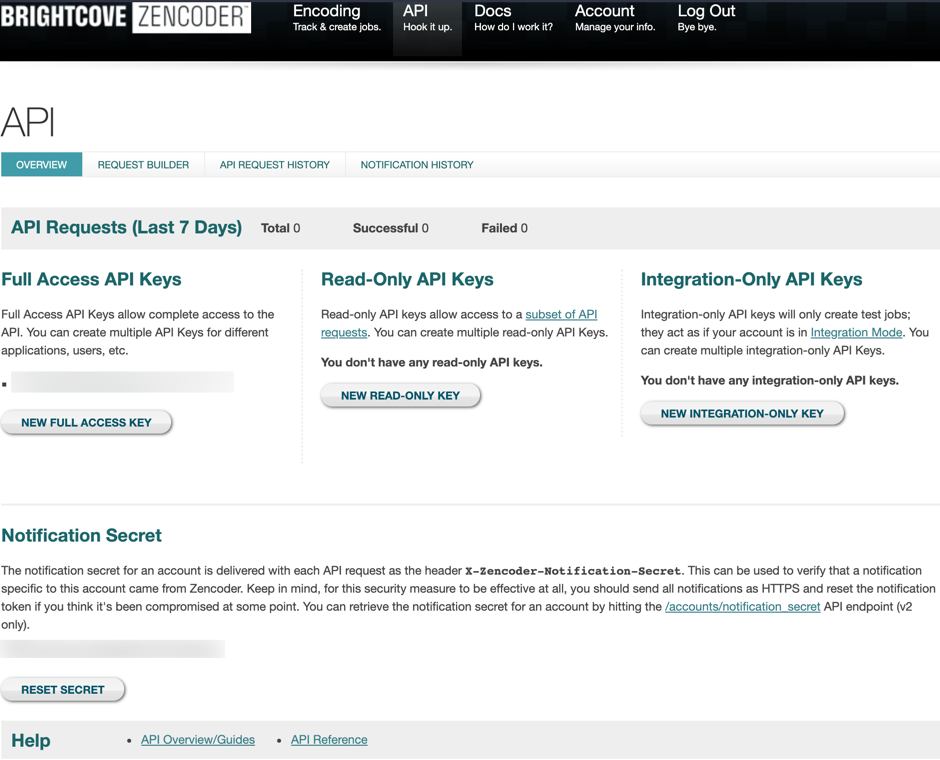 BRIGHTCOVE ZENCODER™
Encoding API Docs Account Log Out
Track & create jobs. Hook it up. How do I work it? Manage your info. Bye bye.
API
OVERVIEW REQUEST BUILDER API REQUEST HISTORY NOTIFICATION HISTORY
API Requests (Last 7 Days) Total 0 Successful 0 Failed 0
Full Access API Keys
Full Access API Keys allow complete access to the
API. You can create multiple API Keys for different
applications, users, etc.
NEW FULL ACCESS KEY
Read-Only API Keys
Read-only API keys allow access to a subset of API
requests. You can create multiple read-only API Keys.
You don't have any read-only API keys.
NEW READ-ONLY KEY
Integration-Only API Keys
Integration-only API keys will only create test jobs;
they act as if your account is in Integration Mode. You
can create multiple integration-only API Keys.
You don't have any integration-only API keys.
NEW INTEGRATION-ONLY KEY
Notification Secret
The notification secret for an account is delivered with each API request as the header X-Zencoder-Notification-Secret. This can be used to verify that a notification
specific to this account came from Zencoder. Keep in mind, for this security measure to be effective at all, you should send all notifications as HTTPS and reset the notification
token if you think it's been compromised at some point. You can retrieve the notification secret for an account by hitting the /accounts/notification_secret API endpoint (v2
only).
RESET SECRET
Help • API Overview/Guides • API Reference